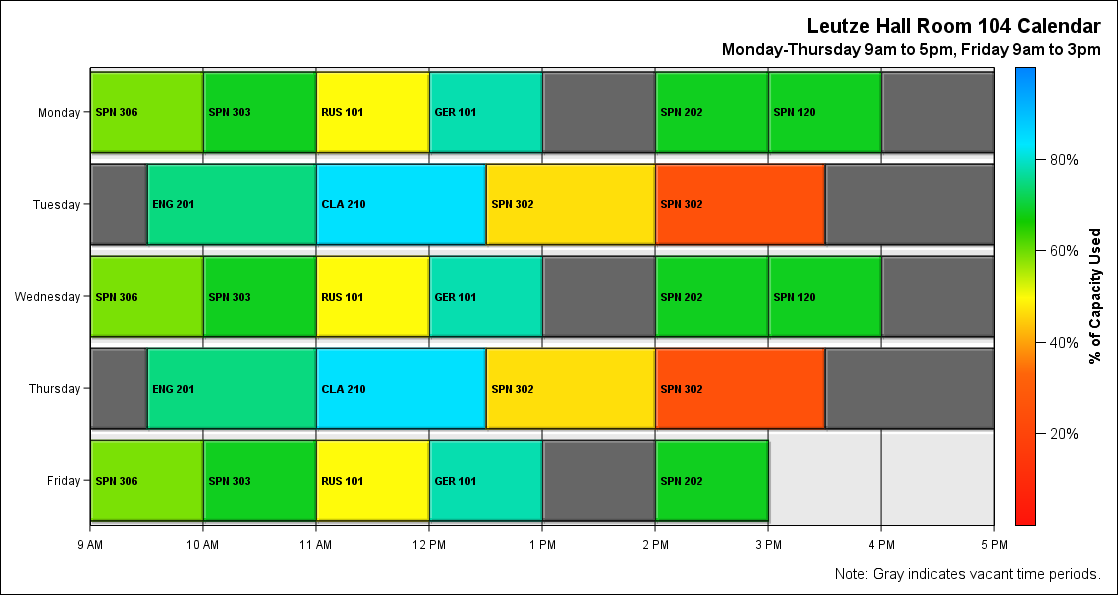 Leutze Hall Room 104 Calendar
Monday-Thursday 9am to 5pm, Friday 9am to 3pm
Monday
SPN 306
SPN 303
RUS 101
GER 101
SPN 202
SPN 120
Tuesday
ENG 201
CLA 210
SPN 302
SPN 302
Wednesday
SPN 306
SPN 303
RUS 101
GER 101
SPN 202
SPN 120
Thursday
ENG 201
CLA 210
SPN 302
SPN 302
Friday
SPN 306
SPN 303
RUS 101
GER 101
SPN 202
9 AM
10 AM
11 AM
12 PM
1 PM
2 PM
3 PM
4 PM
5 PM
80%
60%
40%
20%
% of Capacity Used
Note: Gray indicates vacant time periods.